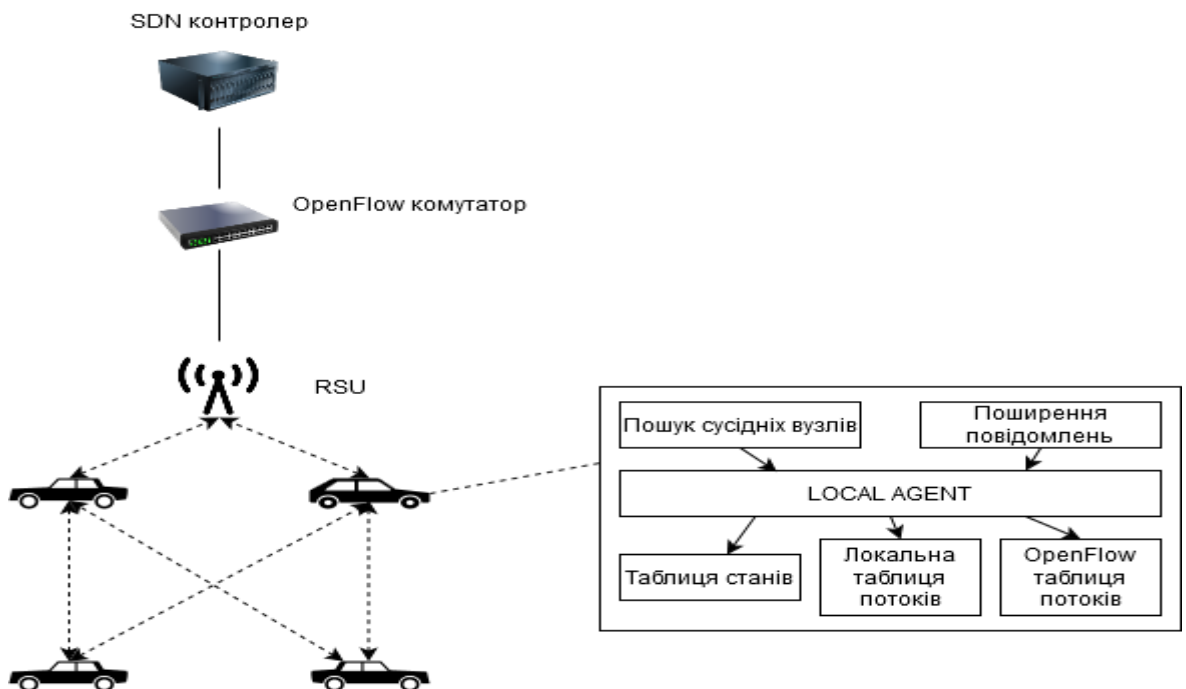 SDN контролер
OpenFlow комутатор
RSU
Пошук сусідніх вузлів
Поширення
повідомлень
LOCAL AGENT
Таблиця станів
Локальна
таблиця
потоків
OpenFlow
таблиця
потоків